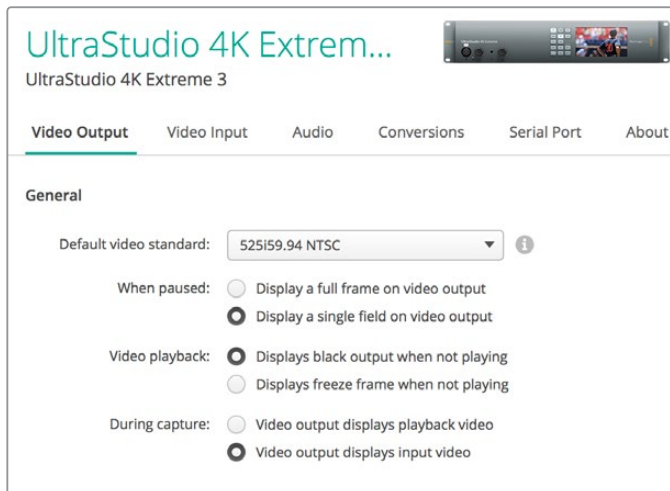 UltraStudio 4K Extrem...
UltraStudio 4K Extreme 3
Video Output Video Input Audio Conversions Serial Port About
General
Default video standard: 525i59.94 NTSC
When paused: Display a full frame on video output
Display a single field on video output
Video playback: Displays black output when not playing
Displays freeze frame when not playing
During capture: Video output displays playback video
Video output displays input video